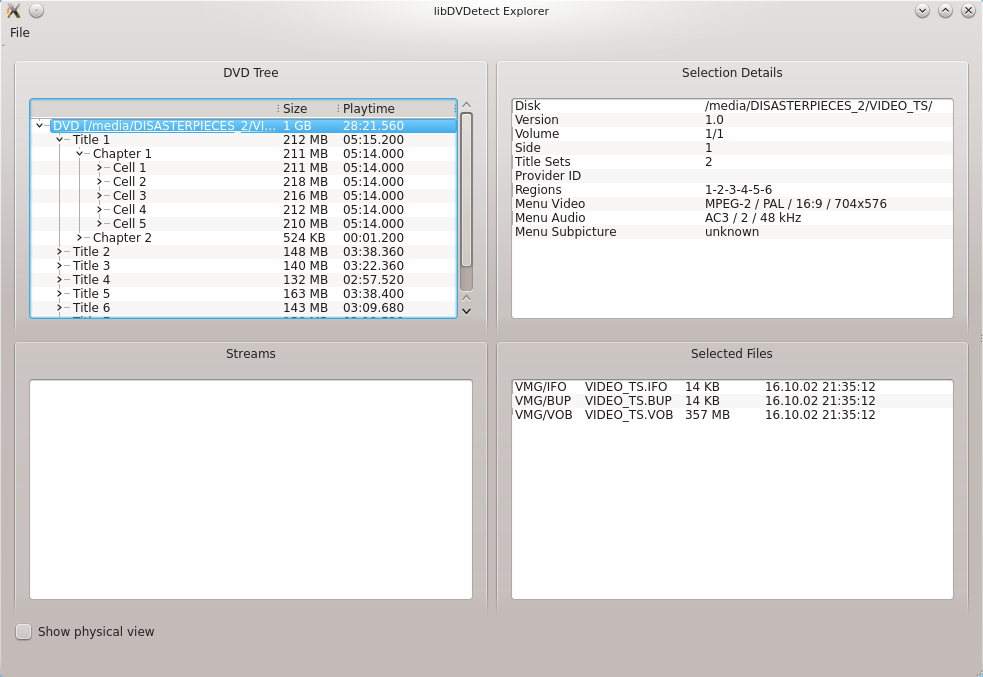 libDVDetect Explorer
File
DVD Tree
Size Playtime
DVD [/media/DISASTERPIECES_2/VI... 1 GB 28:21.560
Title 1 212 MB 05:15.200
Chapter 1 211 MB 05:14.000
Cell 1 211 MB 05:14.000
Cell 2 218 MB 05:14.000
Cell 3 216 MB 05:14.000
Cell 4 212 MB 05:14.000
Cell 5 210 MB 05:14.000
Chapter 2 524 KB 00:01.200
Title 2 148 MB 03:38.360
Title 3 140 MB 03:22.360
Title 4 132 MB 02:57.520
Title 5 163 MB 03:38.400
Title 6 143 MB 03:09.680
Selection Details
Disk /media/DISASTERPIECES_2/VIDEO_TS/
Version 1.0
Volume 1/1
Side 1
Title Sets 2
Provider ID
Regions 1-2-3-4-5-6
Menu Video MPEG-2 / PAL / 16:9 / 704x576
Menu Audio AC3 / 2 / 48 kHz
Menu Subpicture unknown
Streams
Selected Files
VMG/IFO VIDEO_TS.IFO 14 KB 16.10.02 21:35:12
VMG/BUP VIDEO_TS.BUP 14 KB 16.10.02 21:35:12
VMG/VOB VIDEO_TS.VOB 357 MB 16.10.02 21:35:12
Show physical view